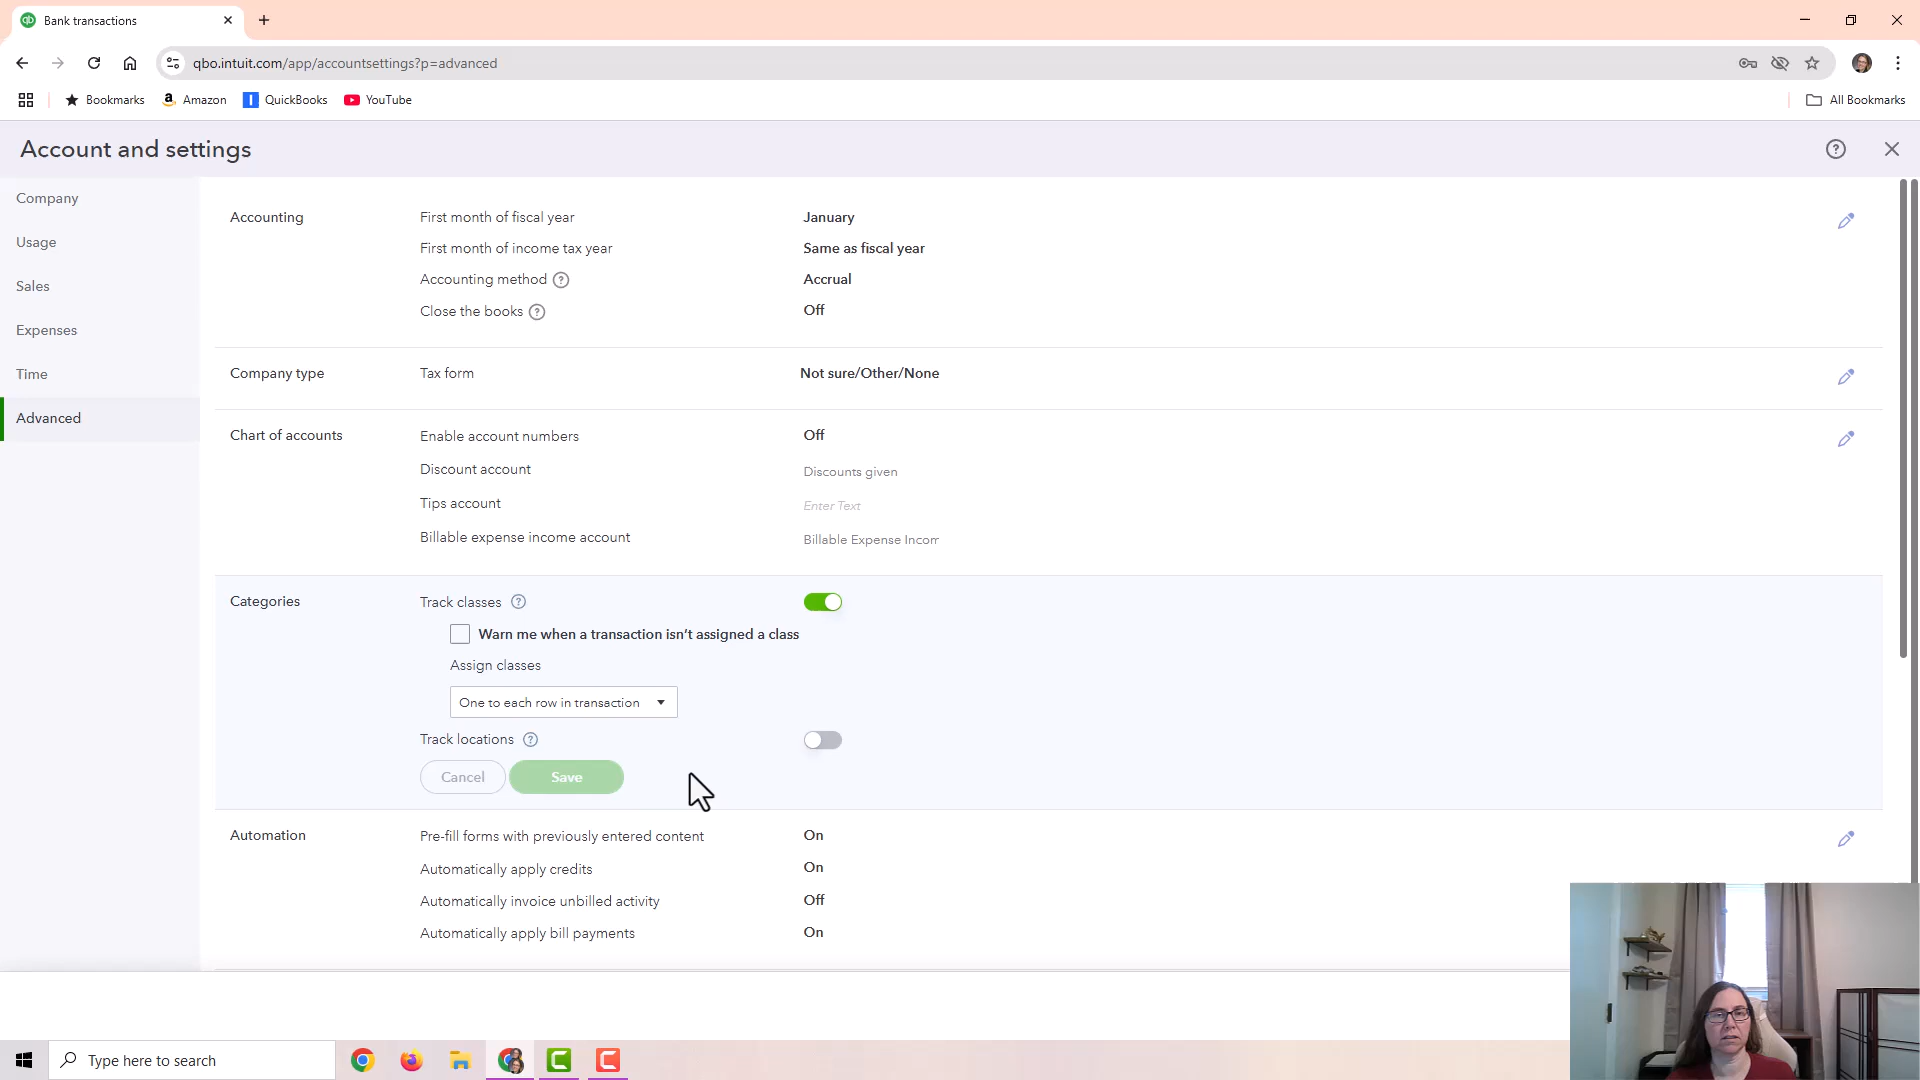 Bank transactions
qbo.intuit.com/app/accountsettings?p=advanced
Bookmarks
Amazon
QuickBooks
YouTube
All Bookmarks
Account and settings
Company
Usage
Sales
Expenses
Time
Advanced
Accounting
First month of fiscal year
January
First month of income tax year
Same as fiscal year
Accounting method
Accrual
Close the books
Off
Company type
Tax form
Not sure/Other/None
Chart of accounts
Enable account numbers
Off
Discount account
Discounts given
Tips account
Enter Text
Billable expense income account
Billable Expense Incom
Categories
Track classes
Warn me when a transaction isn't assigned a class
Assign classes
One to each row in transaction
Track locations
Cancel
Save
Automation
Pre-fill forms with previously entered content
On
Automatically apply credits
On
Automatically invoice unbilled activity
Off
Automatically apply bill payments
On
Type here to search